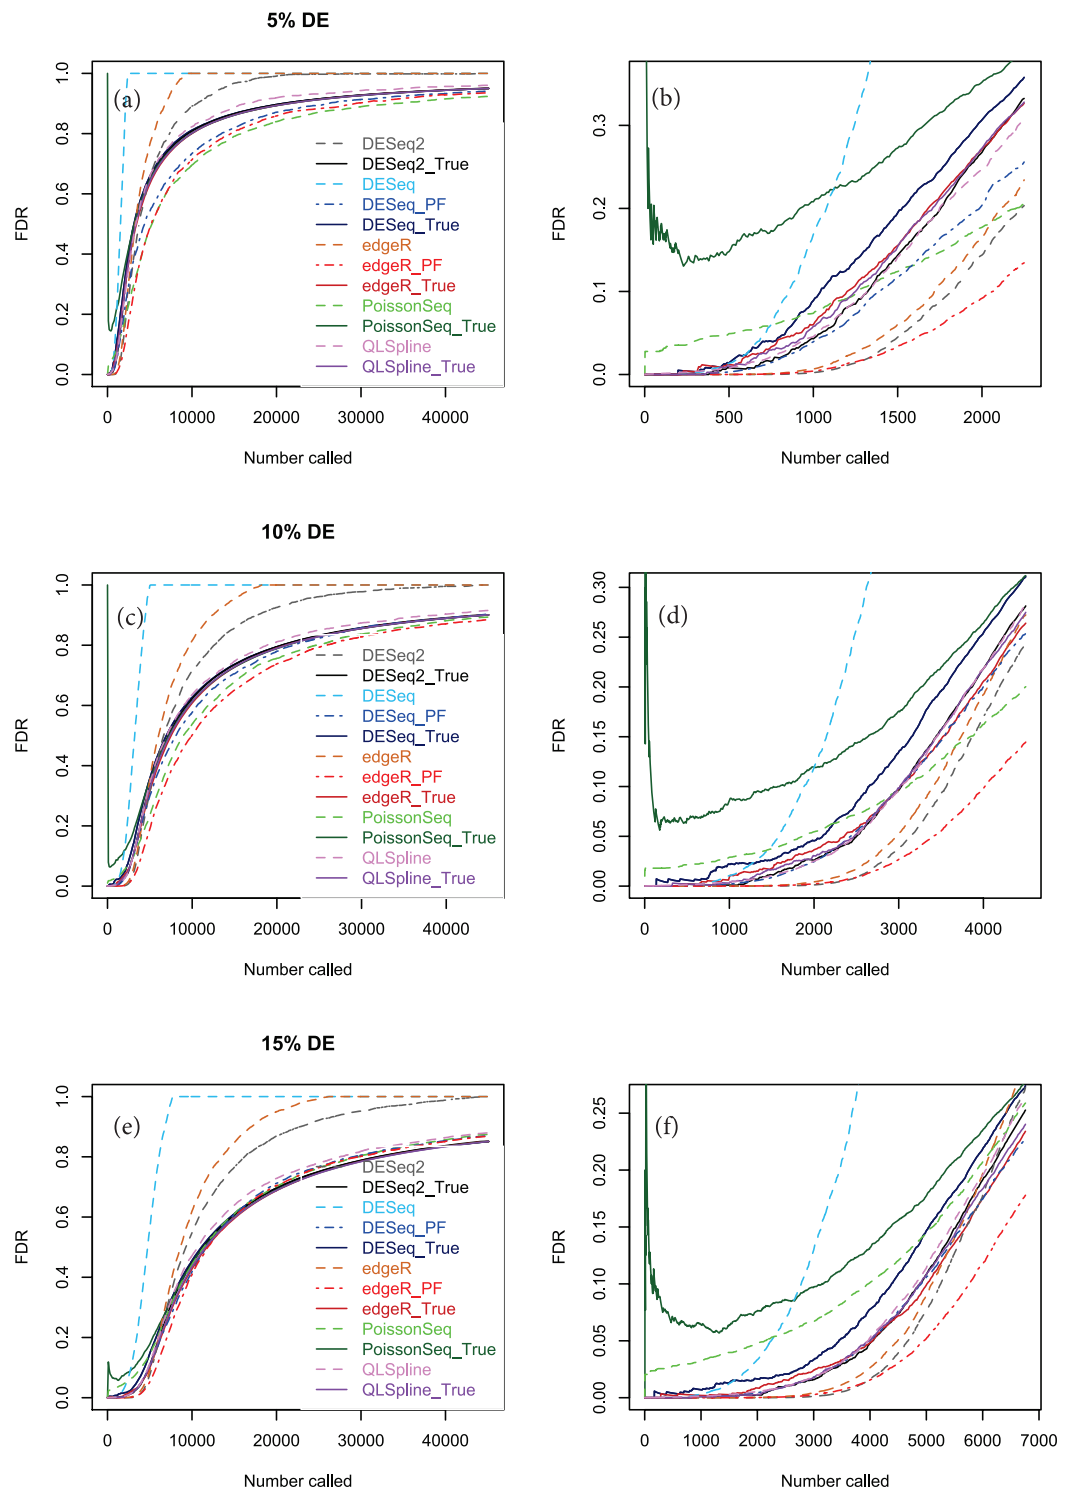 5% DE
(a)
FDR
1.0
0.8
0.6
0.4
0.2
0.0
DESeq2
DESeq2_True
DESeq
DESeq_PF
DESeq_True
edgeR
edgeR_PF
edgeR_True
PoissonSeq
PoissonSeq_True
QLSpline
QLSpline_True
0 10000 20000 30000 40000
Number called
(b)
FDR
0.3
0.2
0.1
0.0
0 500 1000 1500 2000
Number called
10% DE
(c)
FDR
1.0
0.8
0.6
0.4
0.2
0.0
DESeq2
DESeq2_True
DESeq
DESeq_PF
DESeq_True
edgeR
edgeR_PF
edgeR_True
PoissonSeq
PoissonSeq_True
QLSpline
QLSpline_True
0 10000 20000 30000 40000
Number called
(d)
FDR
0.30
0.25
0.20
0.15
0.10
0.05
0.00
0 1000 2000 3000 4000
Number called
15% DE
(e)
FDR
1.0
0.8
0.6
0.4
0.2
0.0
DESeq2
DESeq2_True
DESeq
DESeq_PF
DESeq_True
edgeR
edgeR_PF
edgeR_True
PoissonSeq
PoissonSeq_True
QLSpline
QLSpline_True
0 10000 20000 30000 40000
Number called
(f)
FDR
0.25
0.20
0.15
0.10
0.05
0.00
0 1000 2000 3000 4000 5000 6000 7000
Number called